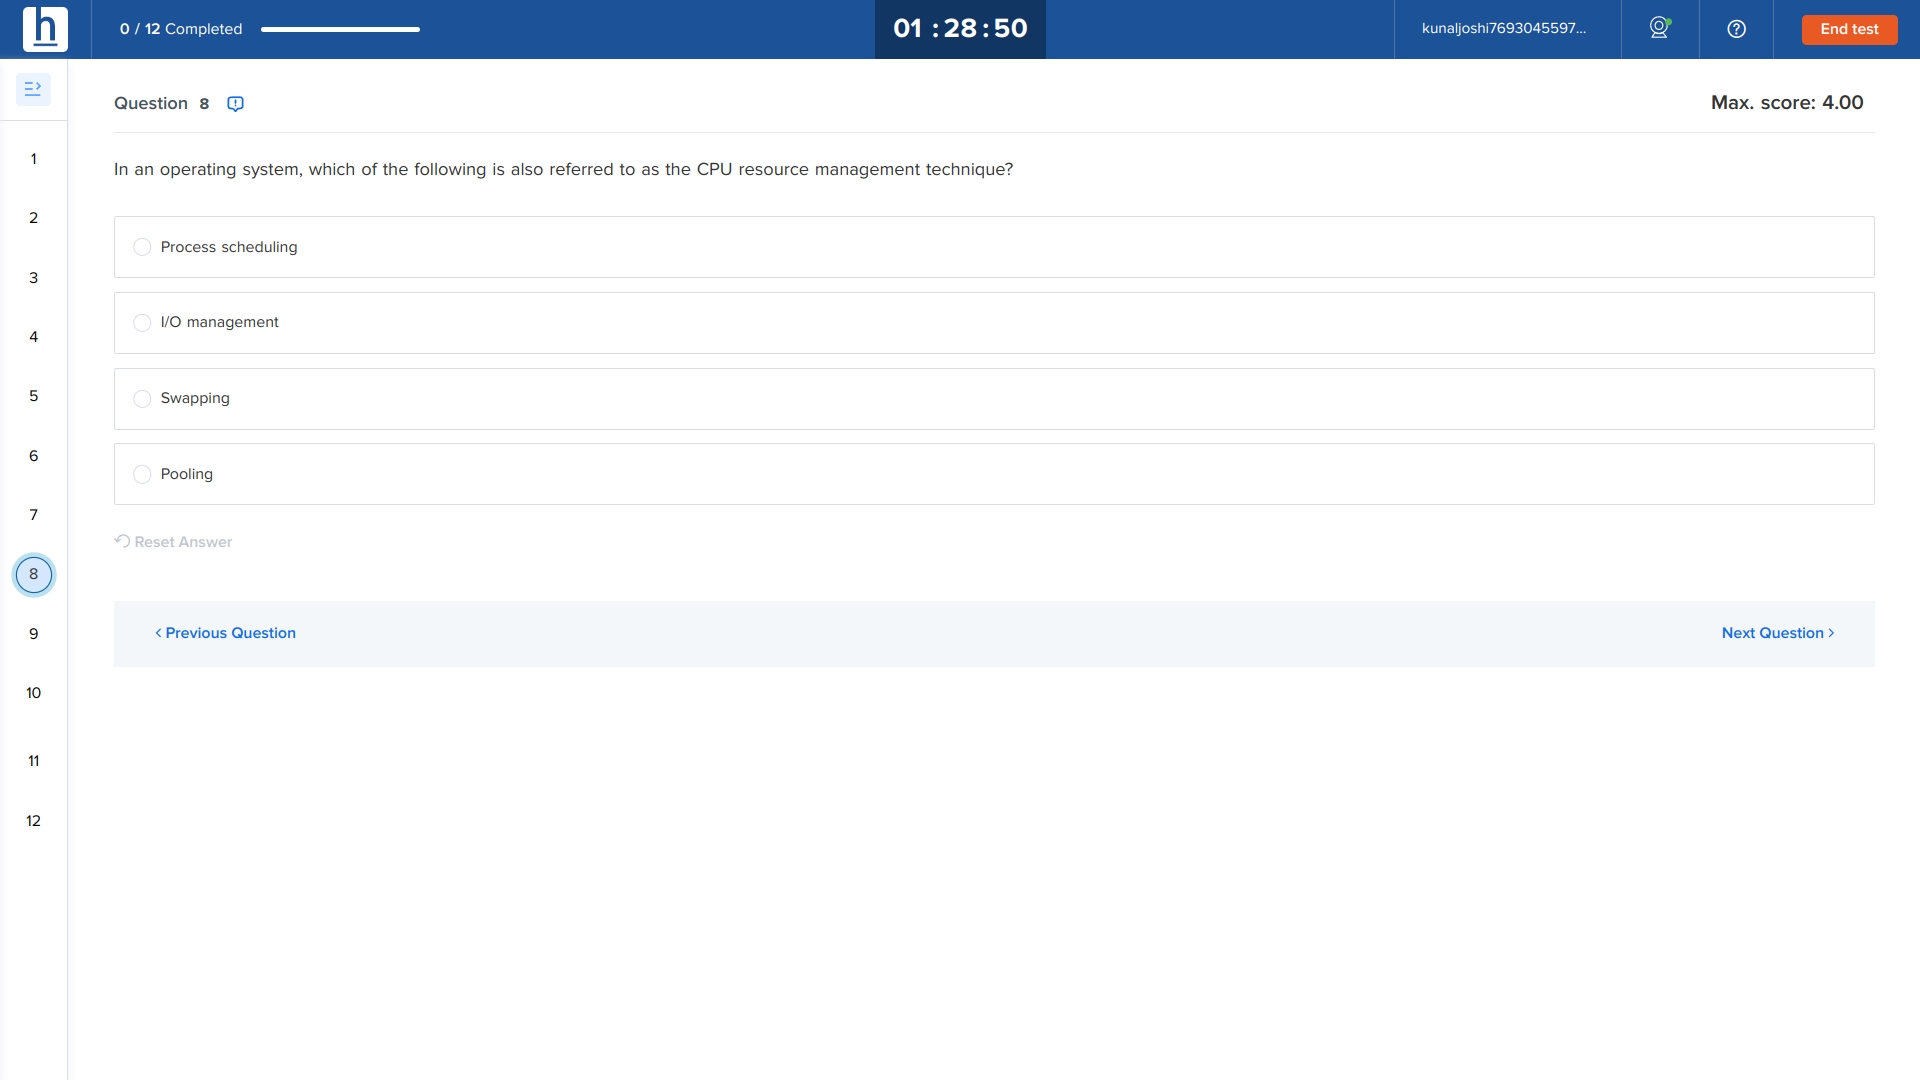 h
0 / 12 Completed
01 : 28 : 50
kunaljoshi7693045597...
End test
Question 8
Max. score: 4.00
In an operating system, which of the following is also referred to as the CPU resource management technique?
Process scheduling
I/O management
Swapping
Pooling
Reset Answer
< Previous Question
Next Question >
1
2
3
4
5
6
7
8
9
10
11
12